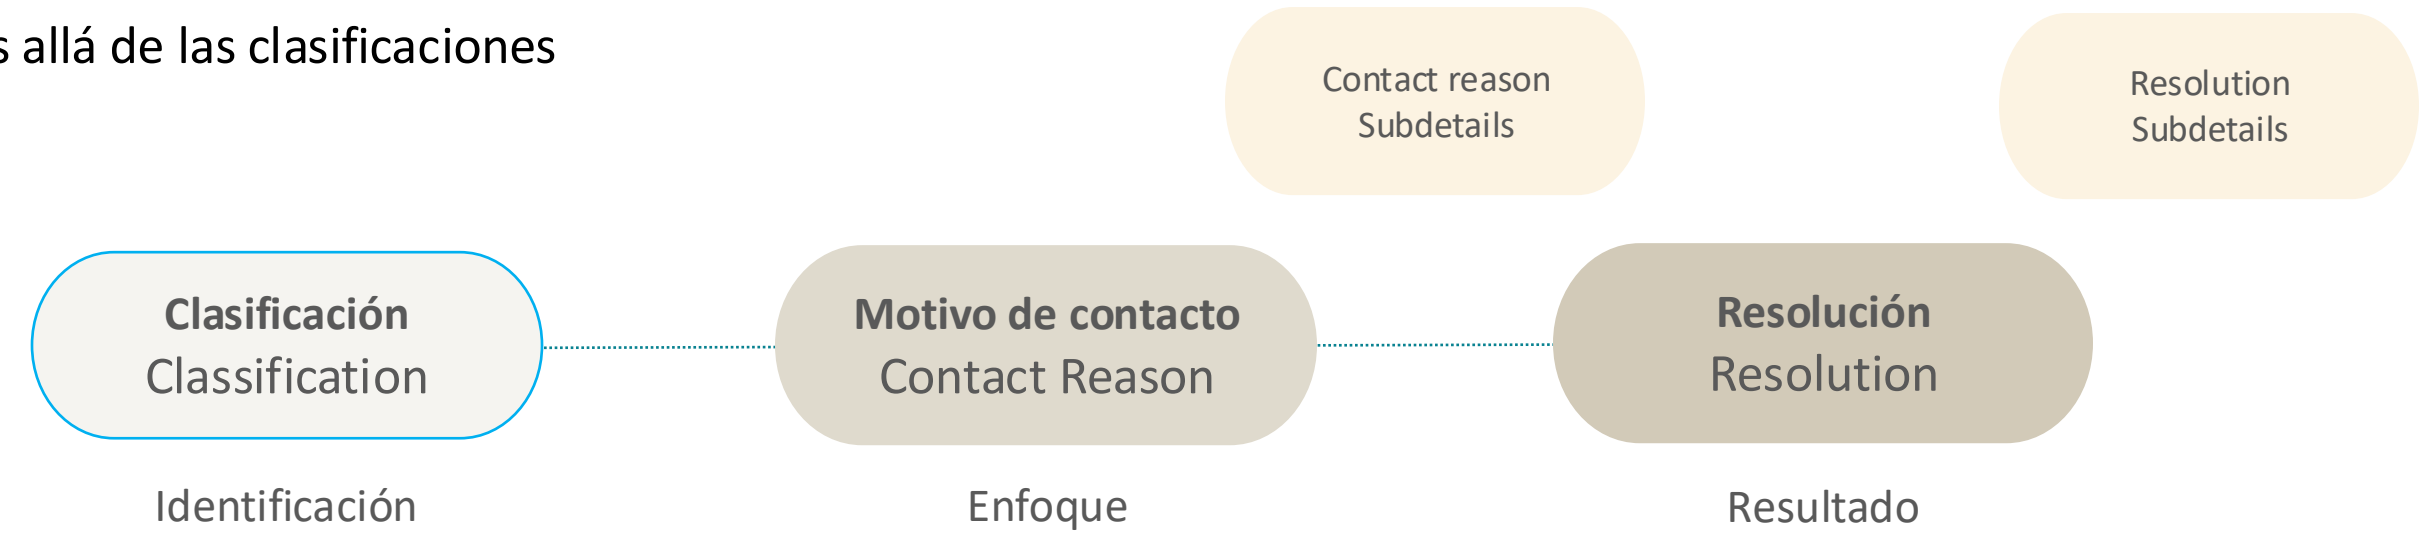 allá de las clasificaciones
Contact reason
Subdetails
Resolution
Subdetails
Clasificación
Classification
Motivo de contacto
Contact Reason
Resolución
Resolution
Identificación
Enfoque
Resultado